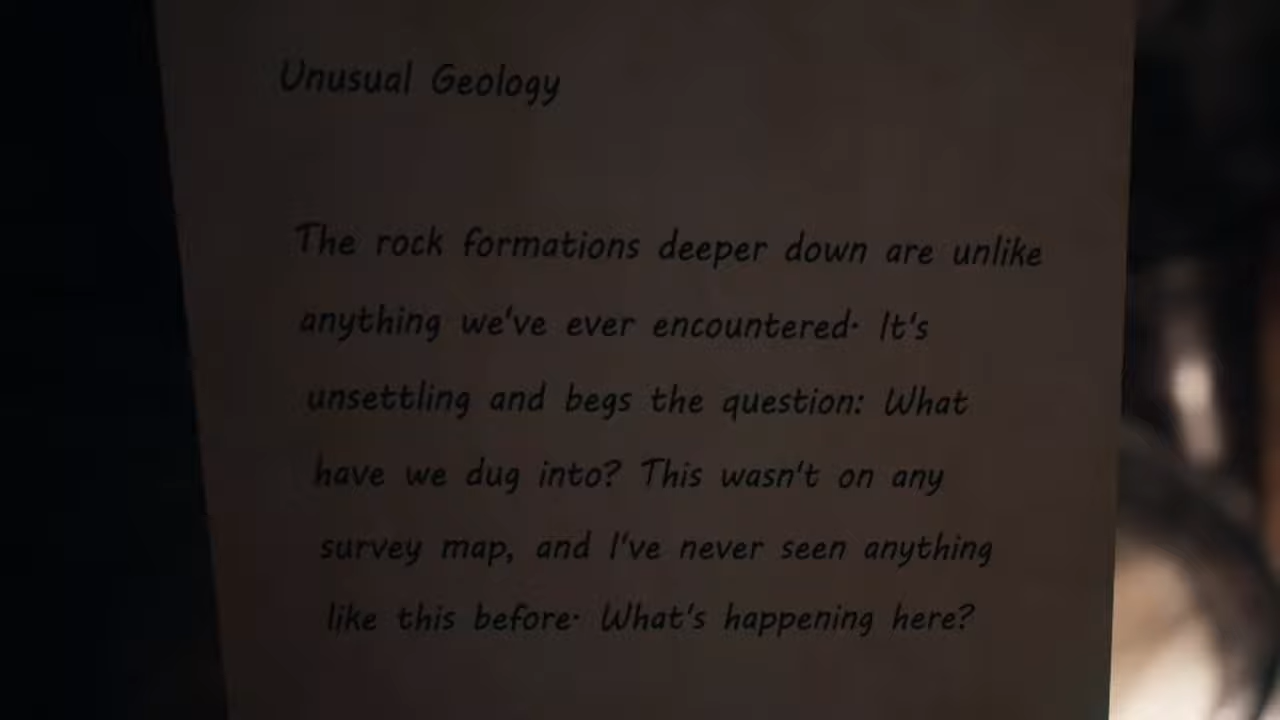 Unusual Geology
The rock formations deeper down are unlike
anything we've ever encountered. It's
unsettling and begs the question: What
have we dug into? This wasn't on any
survey map, and I've never seen anything
like this before. What's happening here?